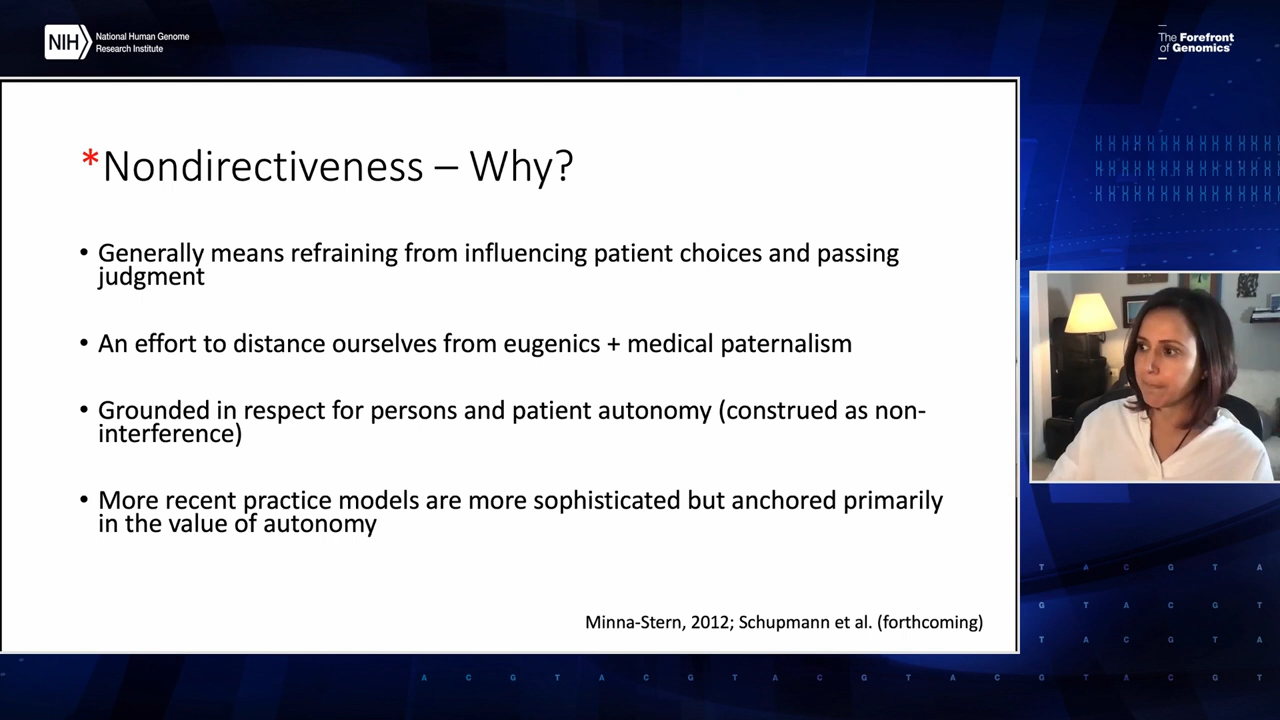 NIH
National Human Genome
Research Institute
The Forefront
of Genomics
*Nondirectiveness – Why?
• Generally means refraining from influencing patient choices and passing
judgment
• An effort to distance ourselves from eugenics + medical paternalism
• Grounded in respect for persons and patient autonomy (construed as non-
interference)
• More recent practice models are more sophisticated but anchored primarily
in the value of autonomy
Minna-Stern, 2012; Schupmann et al. (forthcoming)
T A C G T A
G T A C G T
T A C G T A
A C G T A C G T A C G T A C G T